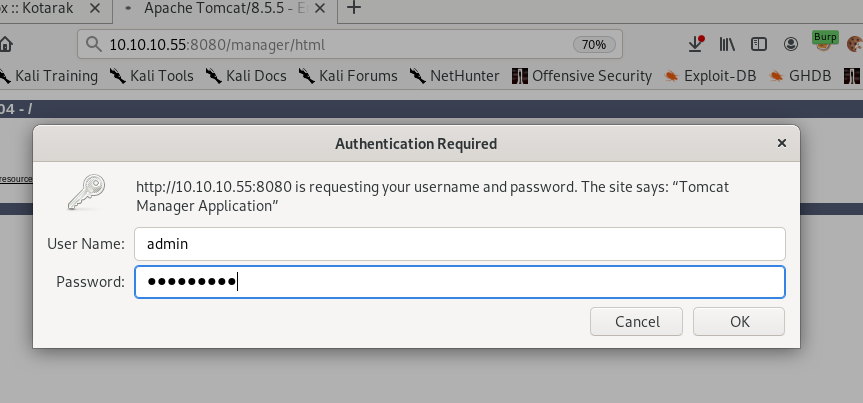 ox :: Kotarak
Apache Tomcat/8.5.5 - E
10.10.10.55:8080/manager/html
70%
Burp
Kali Training
Kali Tools
Kali Docs
Kali Forums
NetHunter
Offensive Security
Exploit-DB
GHDB
04 - /
resource
Authentication Required
http://10.10.10.55:8080 is requesting your username and password. The site says: “Tomcat
Manager Application”
User Name:
admin
Password:
●●●●●●●●●
Cancel
OK